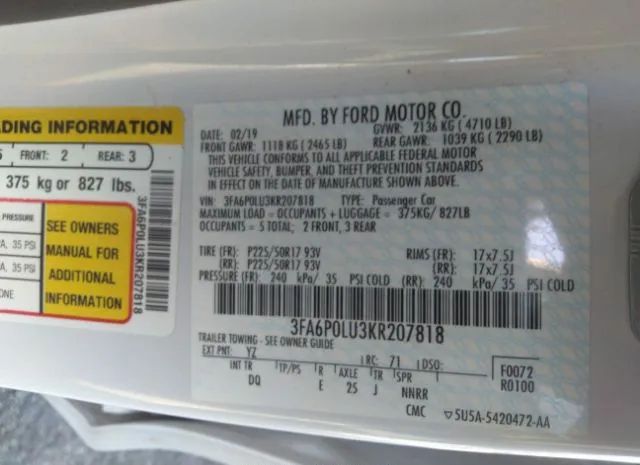 ADING INFORMATION
5 FRONT: 2 REAR: 3
375 kg or 827 lbs.
PRESSURE
A, 35 PSI
A, 35 PSI
ONE
SEE OWNERS
MANUAL FOR
ADDITIONAL
INFORMATION
3FA6P0LU3KR207818
MFD. BY FORD MOTOR CO.
DATE: 02/19 GVWR: 2136 KG ( 4710 LB)
FRONT GAWR: 1118 KG ( 2465 LB) REAR GAWR: 1039 KG ( 2290 LB)
THIS VEHICLE CONFORMS TO ALL APPLICABLE FEDERAL MOTOR
VEHICLE SAFETY, BUMPER, AND THEFT PREVENTION STANDARDS
IN EFFECT ON THE DATE OF MANUFACTURE SHOWN ABOVE.
VIN: 3FA6P0LU3KR207818 TYPE: Passenger Car
MAXIMUM LOAD = OCCUPANTS + LUGGAGE = 375KG/ 827LB
OCCUPANTS = 5 TOTAL; 2 FRONT, 3 REAR
TIRE (FR): P225/50R17 93V RIMS (FR): 17x7.5J
(RR): P225/50R17 93V (RR): 17x7.5J
PRESSURE (FR): 240 kPa/ 35 PSI COLD (RR): 240 kPa/ 35 PSI COLD
3FA6P0LU3KR207818
TRAILER TOWING - SEE OWNER GUIDE
EXT PNT: YZ RC: 71 DSO: F0072
INT TR TP/PS R AXLE TR SPR R0100
DQ E 25 J NNRR
CMC ▽5U5A-5420472-AA